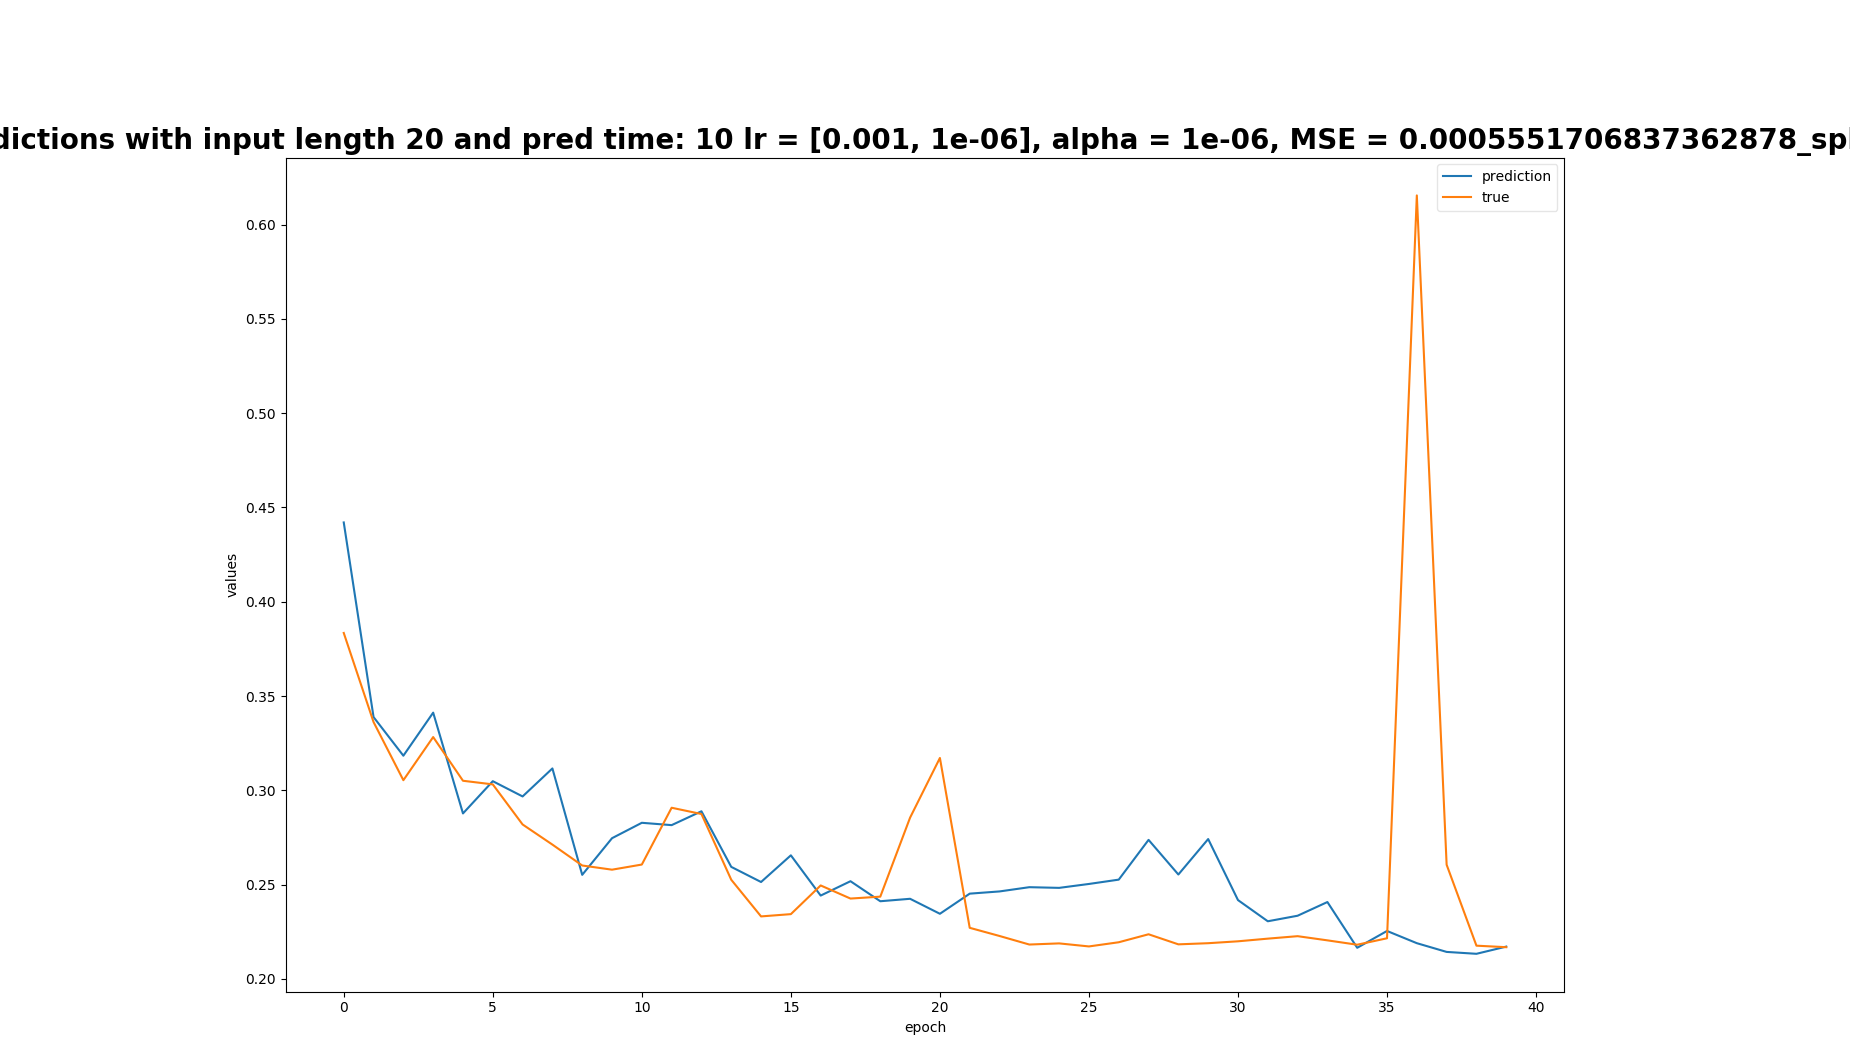 dictions with input length 20 and pred time: 10 lr = [0.001, 1e-06], alpha = 1e-06, MSE = 0.0005551706837362878_spl
prediction
true
0.60
0.55
0.50
0.45
0.40
0.35
0.30
0.25
0.20
values
0 5 10 15 20 25 30 35 40
epoch